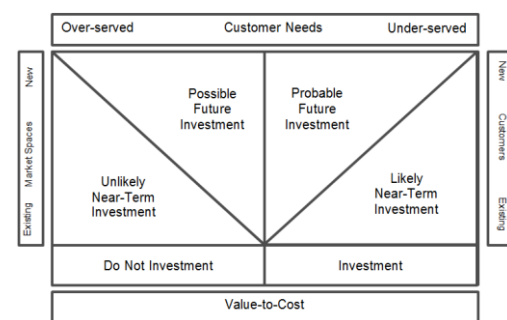 Over-served Customer Needs Under-served
New
Market Spaces
Existing
Possible
Future
Investment
Probable
Future
Investment
Unlikely
Near-Term
Investment
Likely
Near-Term
Investment
New
Customers
Existing
Do Not Investment
Investment
Value-to-Cost